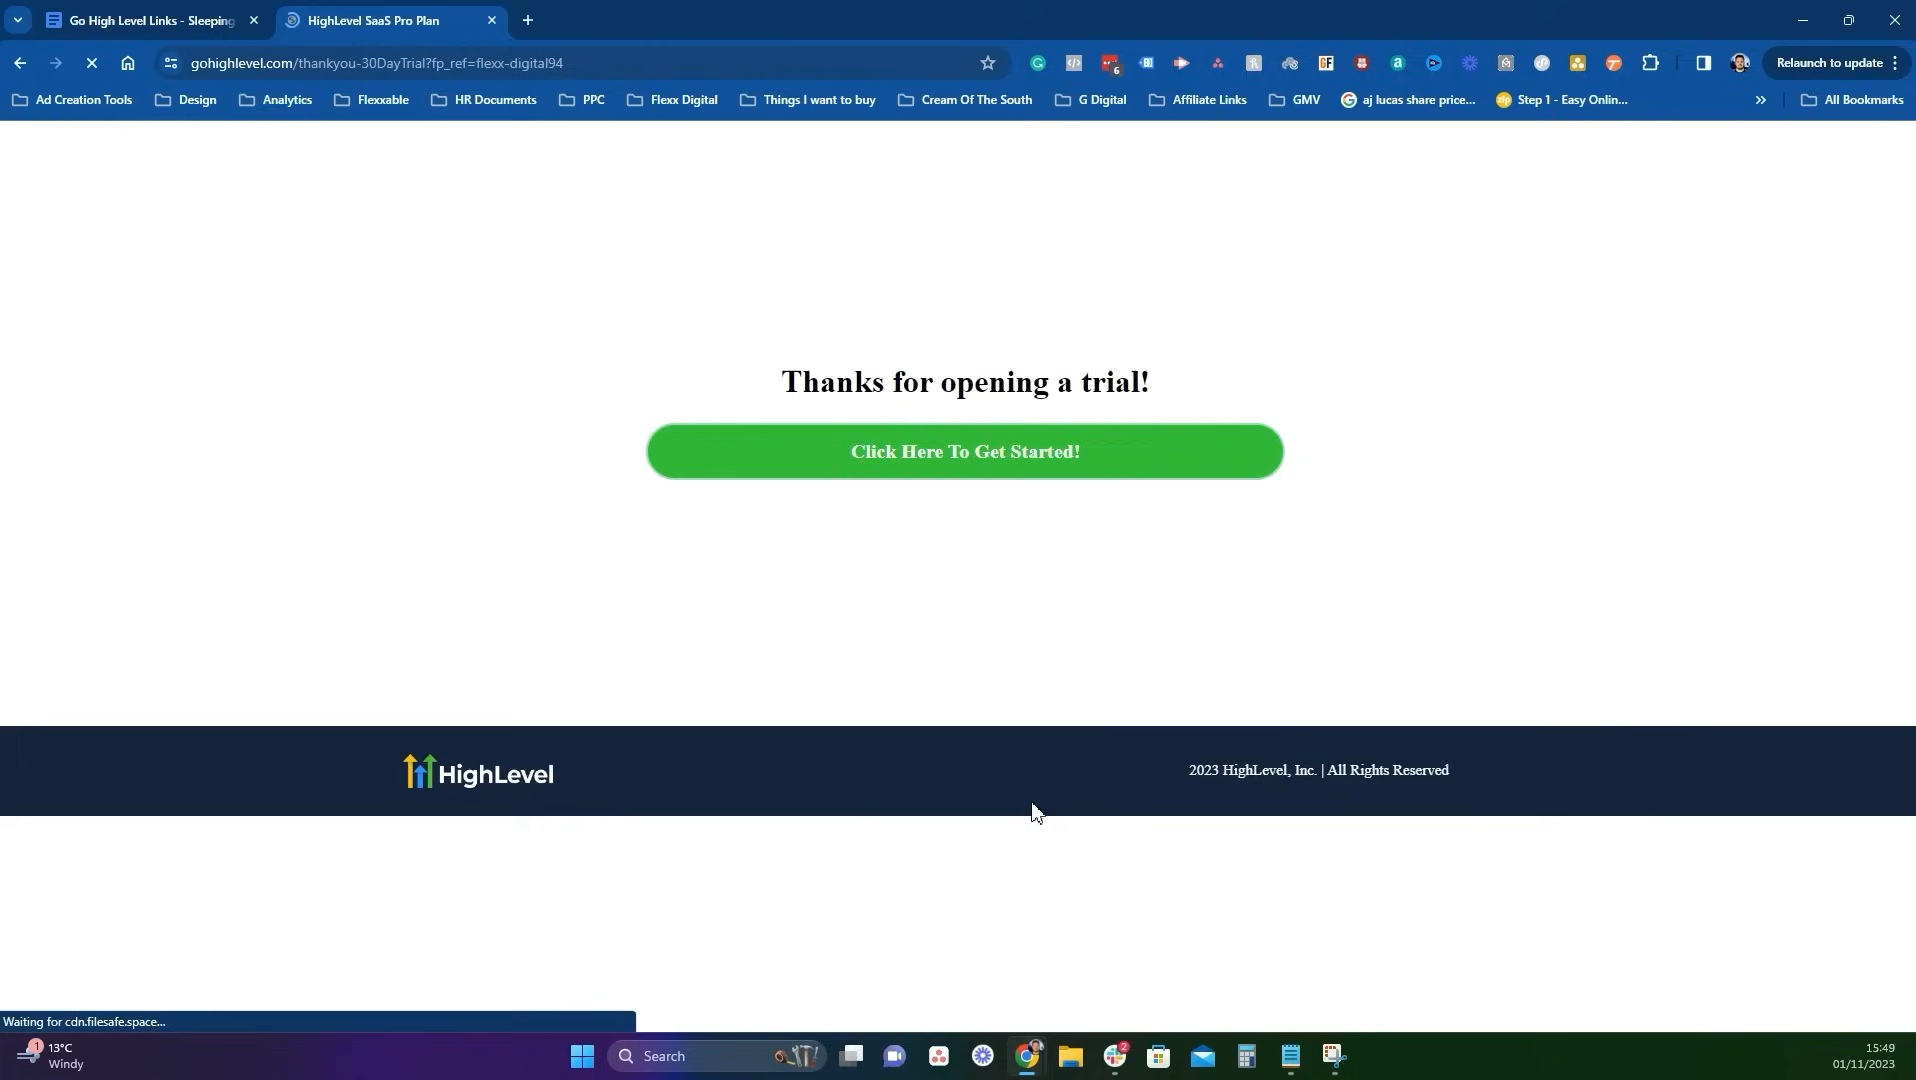 Go High Level Links - Sleeping
HighLevel SaaS Pro Plan
gohighlevel.com/thankyou-30DayTrial?fp_ref=flexx-digital94
6
Relaunch to update
Ad Creation Tools
Design
Analytics
Flexxable
HR Documents
PPC
Flexx Digital
Things I want to buy
Cream Of The South
G Digital
Affiliate Links
GMV
aj lucas share price...
Step 1 - Easy Onlin...
»
All Bookmarks
Thanks for opening a trial!
Click Here To Get Started!
HighLevel
2023 HighLevel, Inc. | All Rights Reserved
Waiting for cdn.filesafe.space...
1
13°C
Windy
Search
2
15:49
01/11/2023